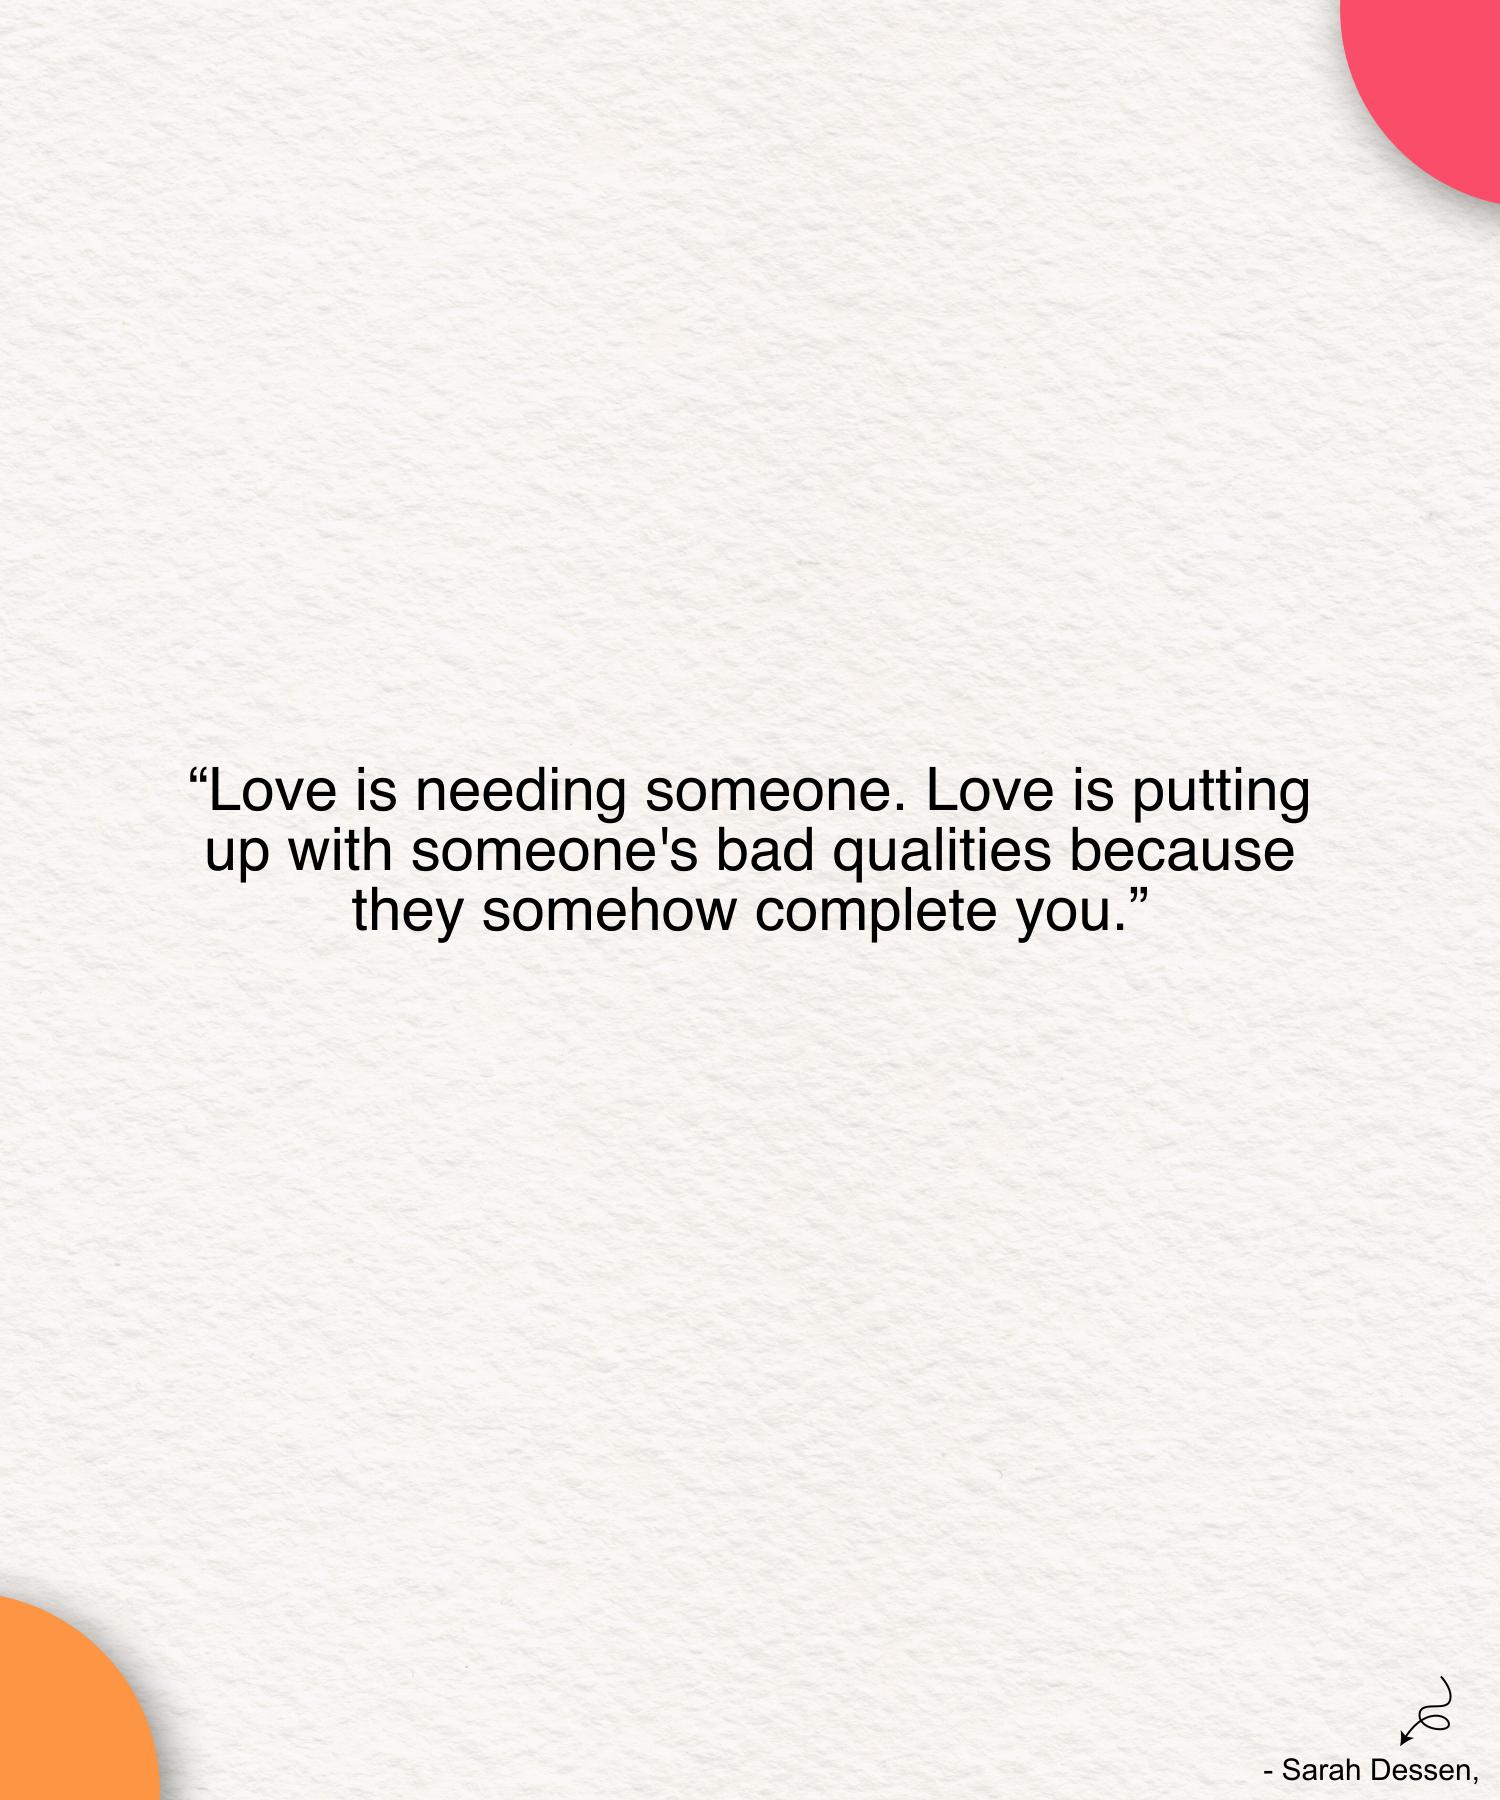 “Love is needing someone. Love is putting
up with someone's bad qualities because
they somehow complete you.”
- Sarah Dessen,